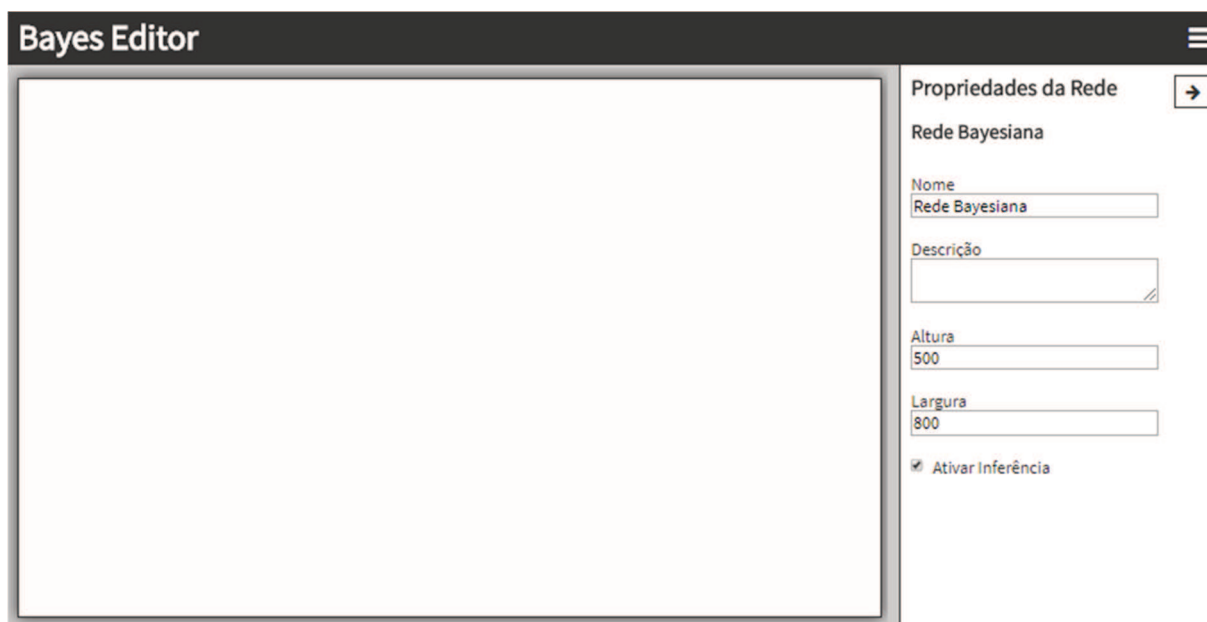 Bayes Editor
Propriedades da Rede
Rede Bayesiana
Nome
Rede Bayesiana
Descrição
Altura
500
Largura
800
Ativar Inferência